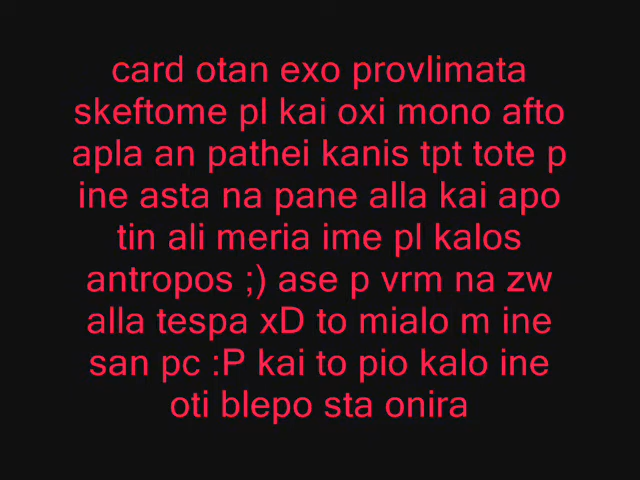 card otan exo provlimata
skeftome pl kai oxi mono afto
apla an pathei kanis tpt tote p
ine asta na pane alla kai apo
tin ali meria ime pl kalos
antropos ;) ase p vrm na zw
alla tespa xD to mialo m ine
san pc :P kai to pio kalo ine
oti blepo sta onira